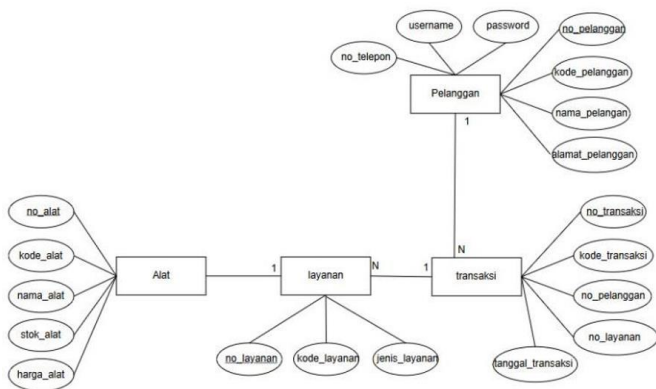 username
password
no_pelanggan
no_telepon
kode_pelanggan
Pelanggan
nama_pelangan
1
alamat_pelanggan
no_alat
no_transaksi
kode_alat
N
kode_transaksi
Alat
1
layanan
N
1
transaksi
nama_alat
no_pelanggan
stok_alat
no_layanan
no_layanan
kode_layanan
jenis_layanan
tanggal_transaksi
harga_alat